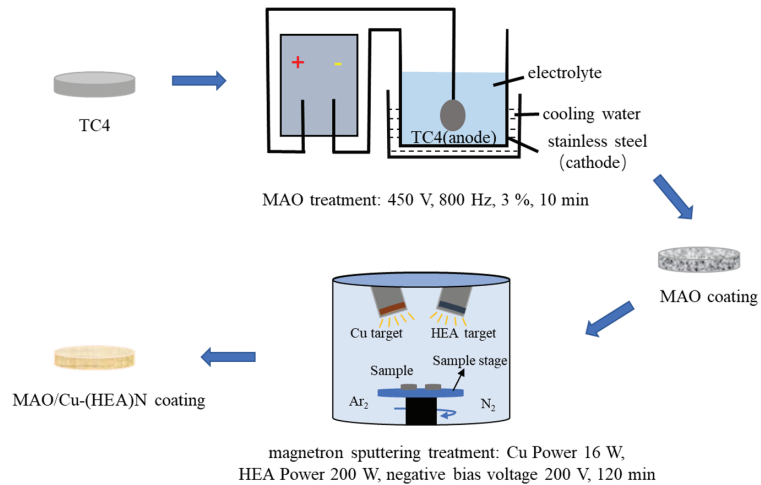 +
-
electrolyte
TC4
cooling water
TC4(anode)
stainless steel
(cathode)
MAO treatment: 450 V, 800 Hz, 3 %, 10 min
MAO coating
Cu target
HEA target
Sample stage
Sample
MAO/Cu-(HEA)N coating
Ar2
N2
magnetron sputtering treatment: Cu Power 16 W,
HEA Power 200 W, negative bias voltage 200 V, 120 min